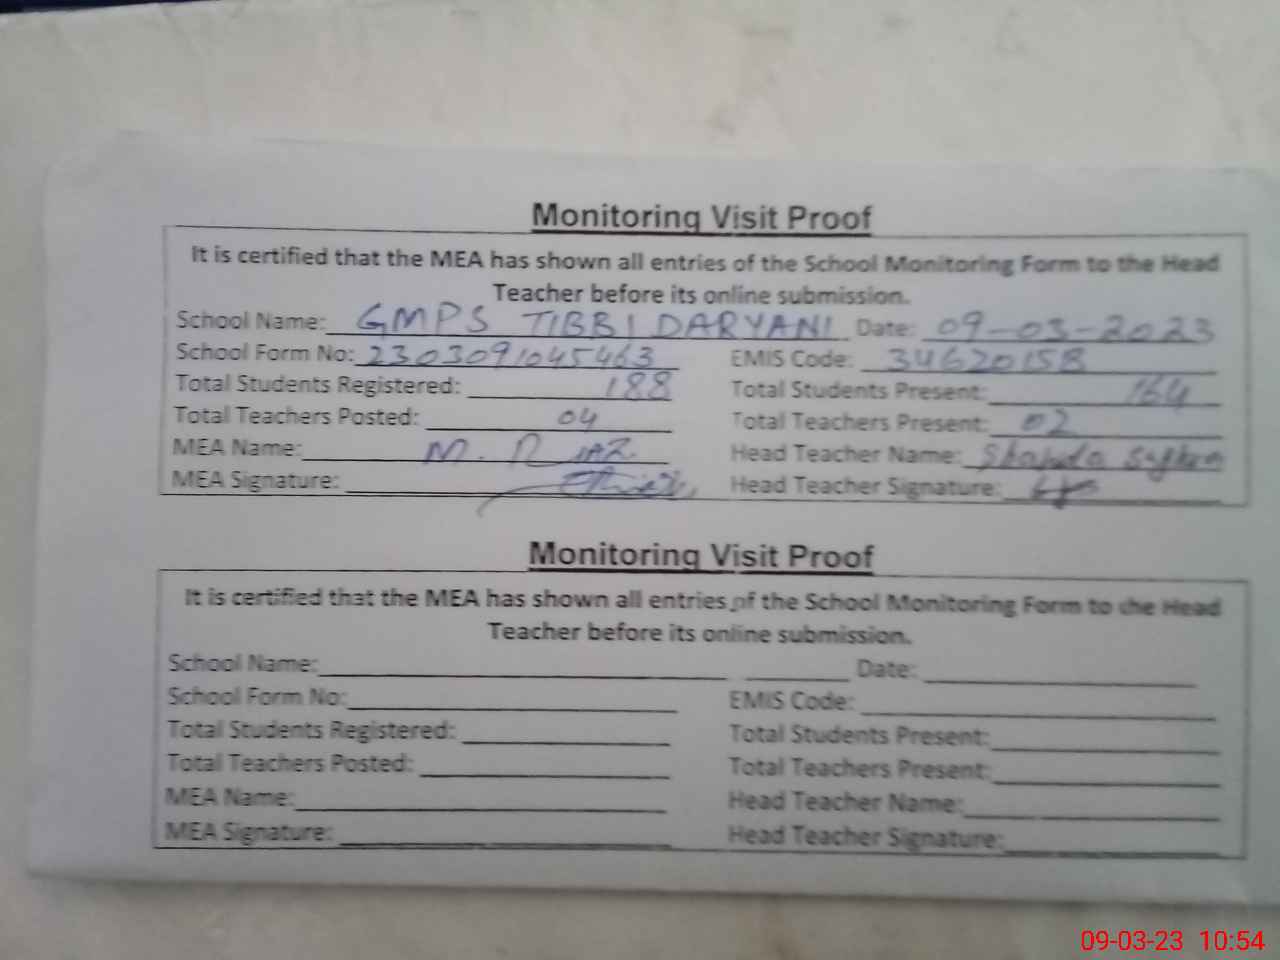 Monitoring Visit Proof
It is certified that the MEA has shown all entries of the School Monitoring Form to the Head
Teacher before its online submission.
School Name: GMPS TIBBI DARYANI Date: 09-03-2023
School Form No: 2303091045463 EMIS Code: 34620158
Total Students Registered: 188 Total Students Present: 164
Total Teachers Posted: 04 Total Teachers Present: 02
MEA Name: M. RIAZ Head Teacher Name:
MEA Signature: Head Teacher Signature:
Monitoring Visit Proof
It is certified that the MEA has shown all entries of the School Monitoring Form to the Head
Teacher before its online submission.
School Name: Date:
School Form No: EMIS Code:
Total Students Registered: Total Students Present:
Total Teachers Posted: Total Teachers Present:
MEA Name: Head Teacher Name:
MEA Signature: Head Teacher Signature:
09-03-23 10:54